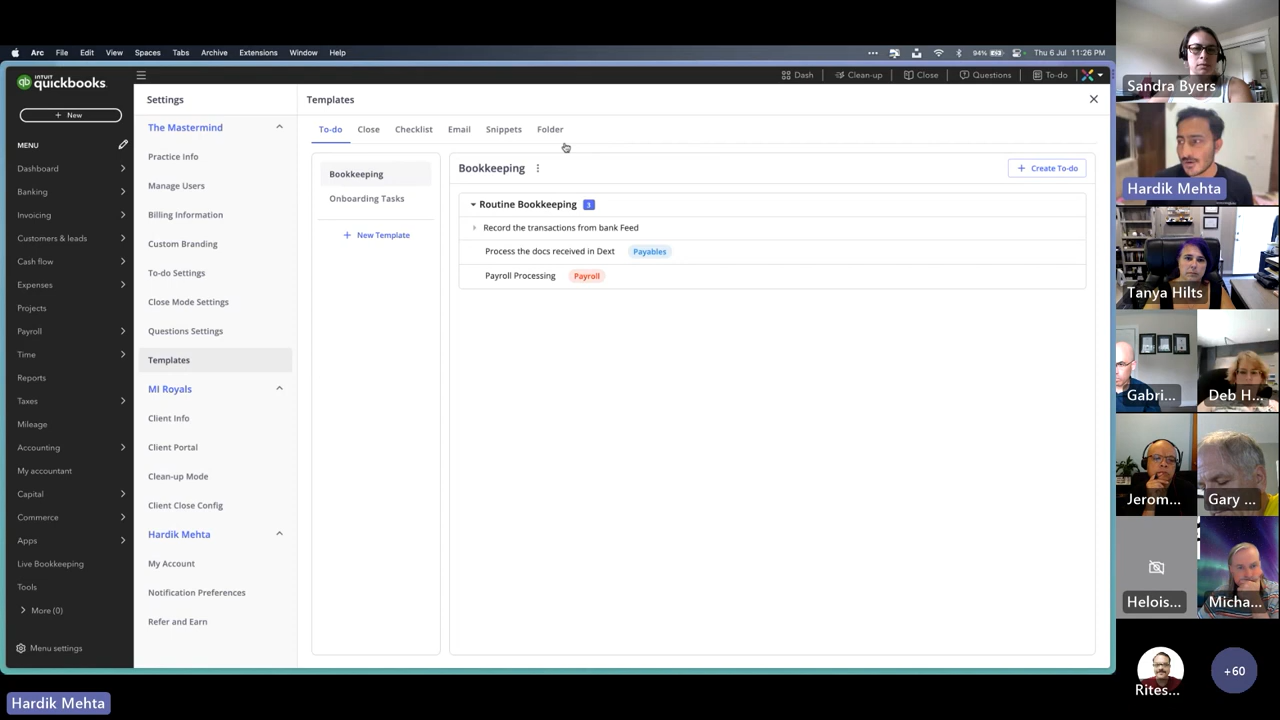 Arc File Edit View Spaces Tabs Archive Extensions Window Help
94% Thu 6 Jul 11:26 PM
INTUIT
quickbooks
Dash Clean-up Close Questions To-do
+ New
MENU
Dashboard
Banking
Invoicing
Customers & leads
Cash flow
Expenses
Projects
Payroll
Time
Reports
Taxes
Mileage
Accounting
My accountant
Capital
Commerce
Apps
Live Bookkeeping
Tools
More (0)
Menu settings
Settings
The Mastermind
Practice Info
Manage Users
Billing Information
Custom Branding
To-do Settings
Close Mode Settings
Questions Settings
Templates
MI Royals
Client Info
Client Portal
Clean-up Mode
Client Close Config
Hardik Mehta
My Account
Notification Preferences
Refer and Earn
Templates
To-do Close Checklist Email Snippets Folder
Bookkeeping
Onboarding Tasks
+ New Template
Bookkeeping
+ Create To-do
Routine Bookkeeping 3
Record the transactions from bank Feed
Process the docs received in Dext Payables
Payroll Processing Payroll
Sandra Byers
Hardik Mehta
Tanya Hilts
Gabri... Deb H...
Jerom... Gary ...
Helois... Micha...
Rites... +60
Hardik Mehta